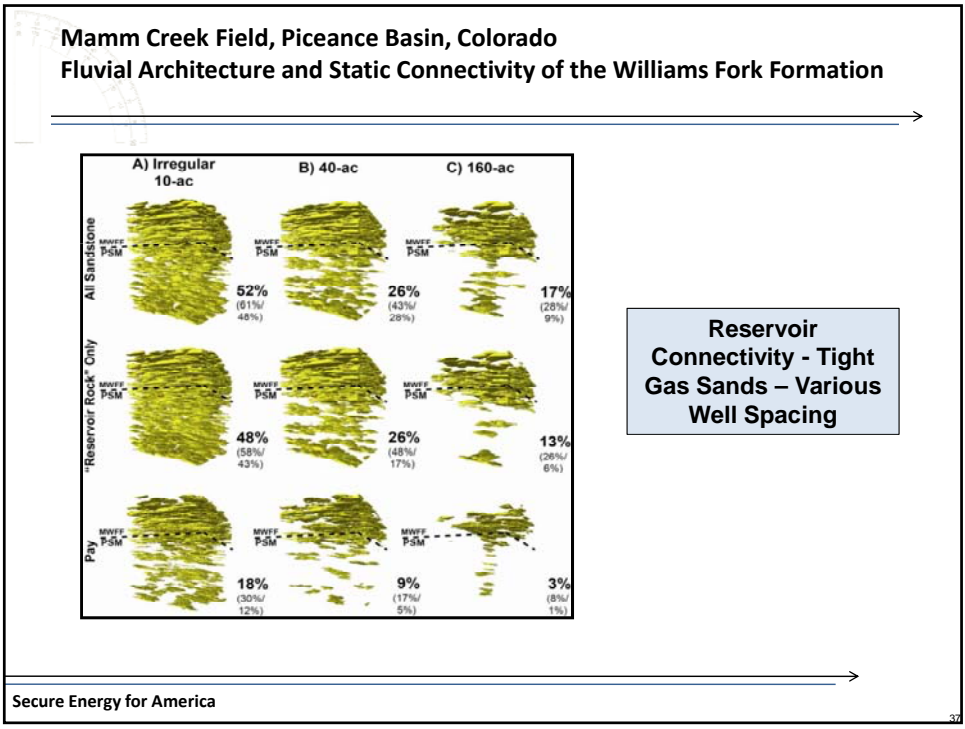 Mamm Creek Field, Piceance Basin, Colorado
Fluvial Architecture and Static Connectivity of the Williams Fork Formation
A) Irregular
10-ac
B) 40-ac
C) 160-ac
All Sandstone
MWFF
PSM
52%
(61%/
48%)
MWFF
PSM
26%
(43%/
28%)
MWFF
PSM
17%
(28%/
9%)
"Reservoir Rock" Only
MWFF
PSM
48%
(58%/
43%)
MWFF
PSM
26%
(48%/
17%)
MWFF
PSM
13%
(26%/
6%)
Pay
MWFF
PSM
18%
(30%/
12%)
MWFF
PSM
9%
(17%/
5%)
MWFF
PSM
3%
(8%/
1%)
Reservoir
Connectivity - Tight
Gas Sands – Various
Well Spacing
Secure Energy for America
37